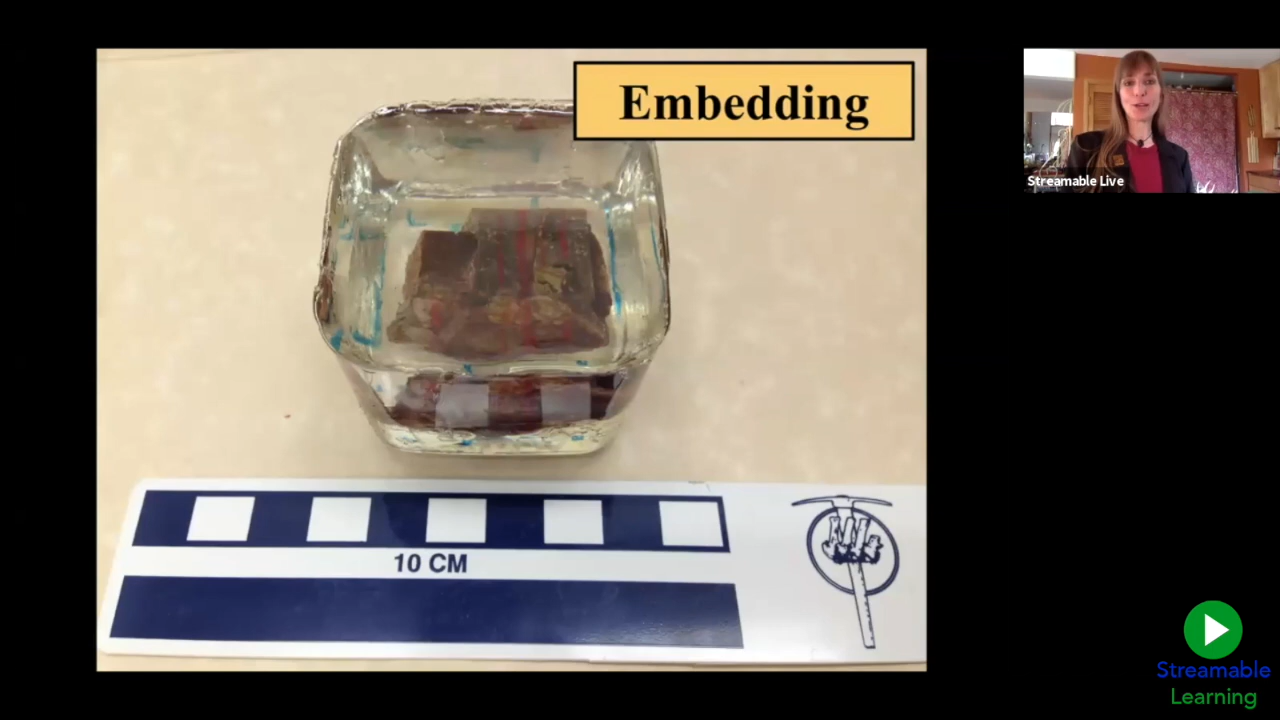 Embedding
Streamable Live
10 CM
Streamable
Learning